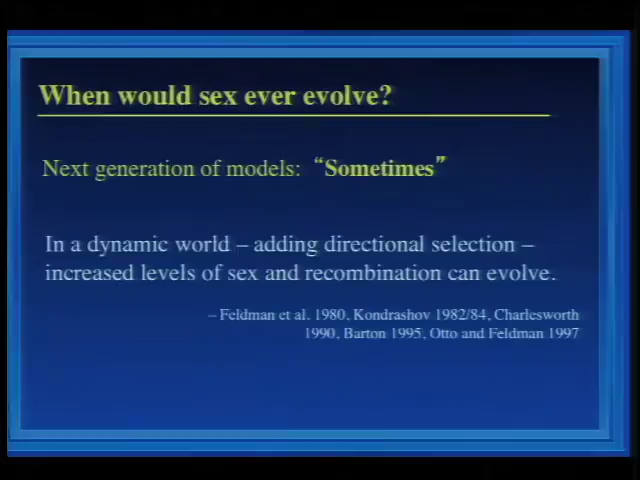 When would sex ever evolve?
Next generation of models: “Sometimes”
In a dynamic world – adding directional selection –
increased levels of sex and recombination can evolve.
– Feldman et al. 1980, Kondrashov 1982/84, Charlesworth
1990, Barton 1995, Otto and Feldman 1997